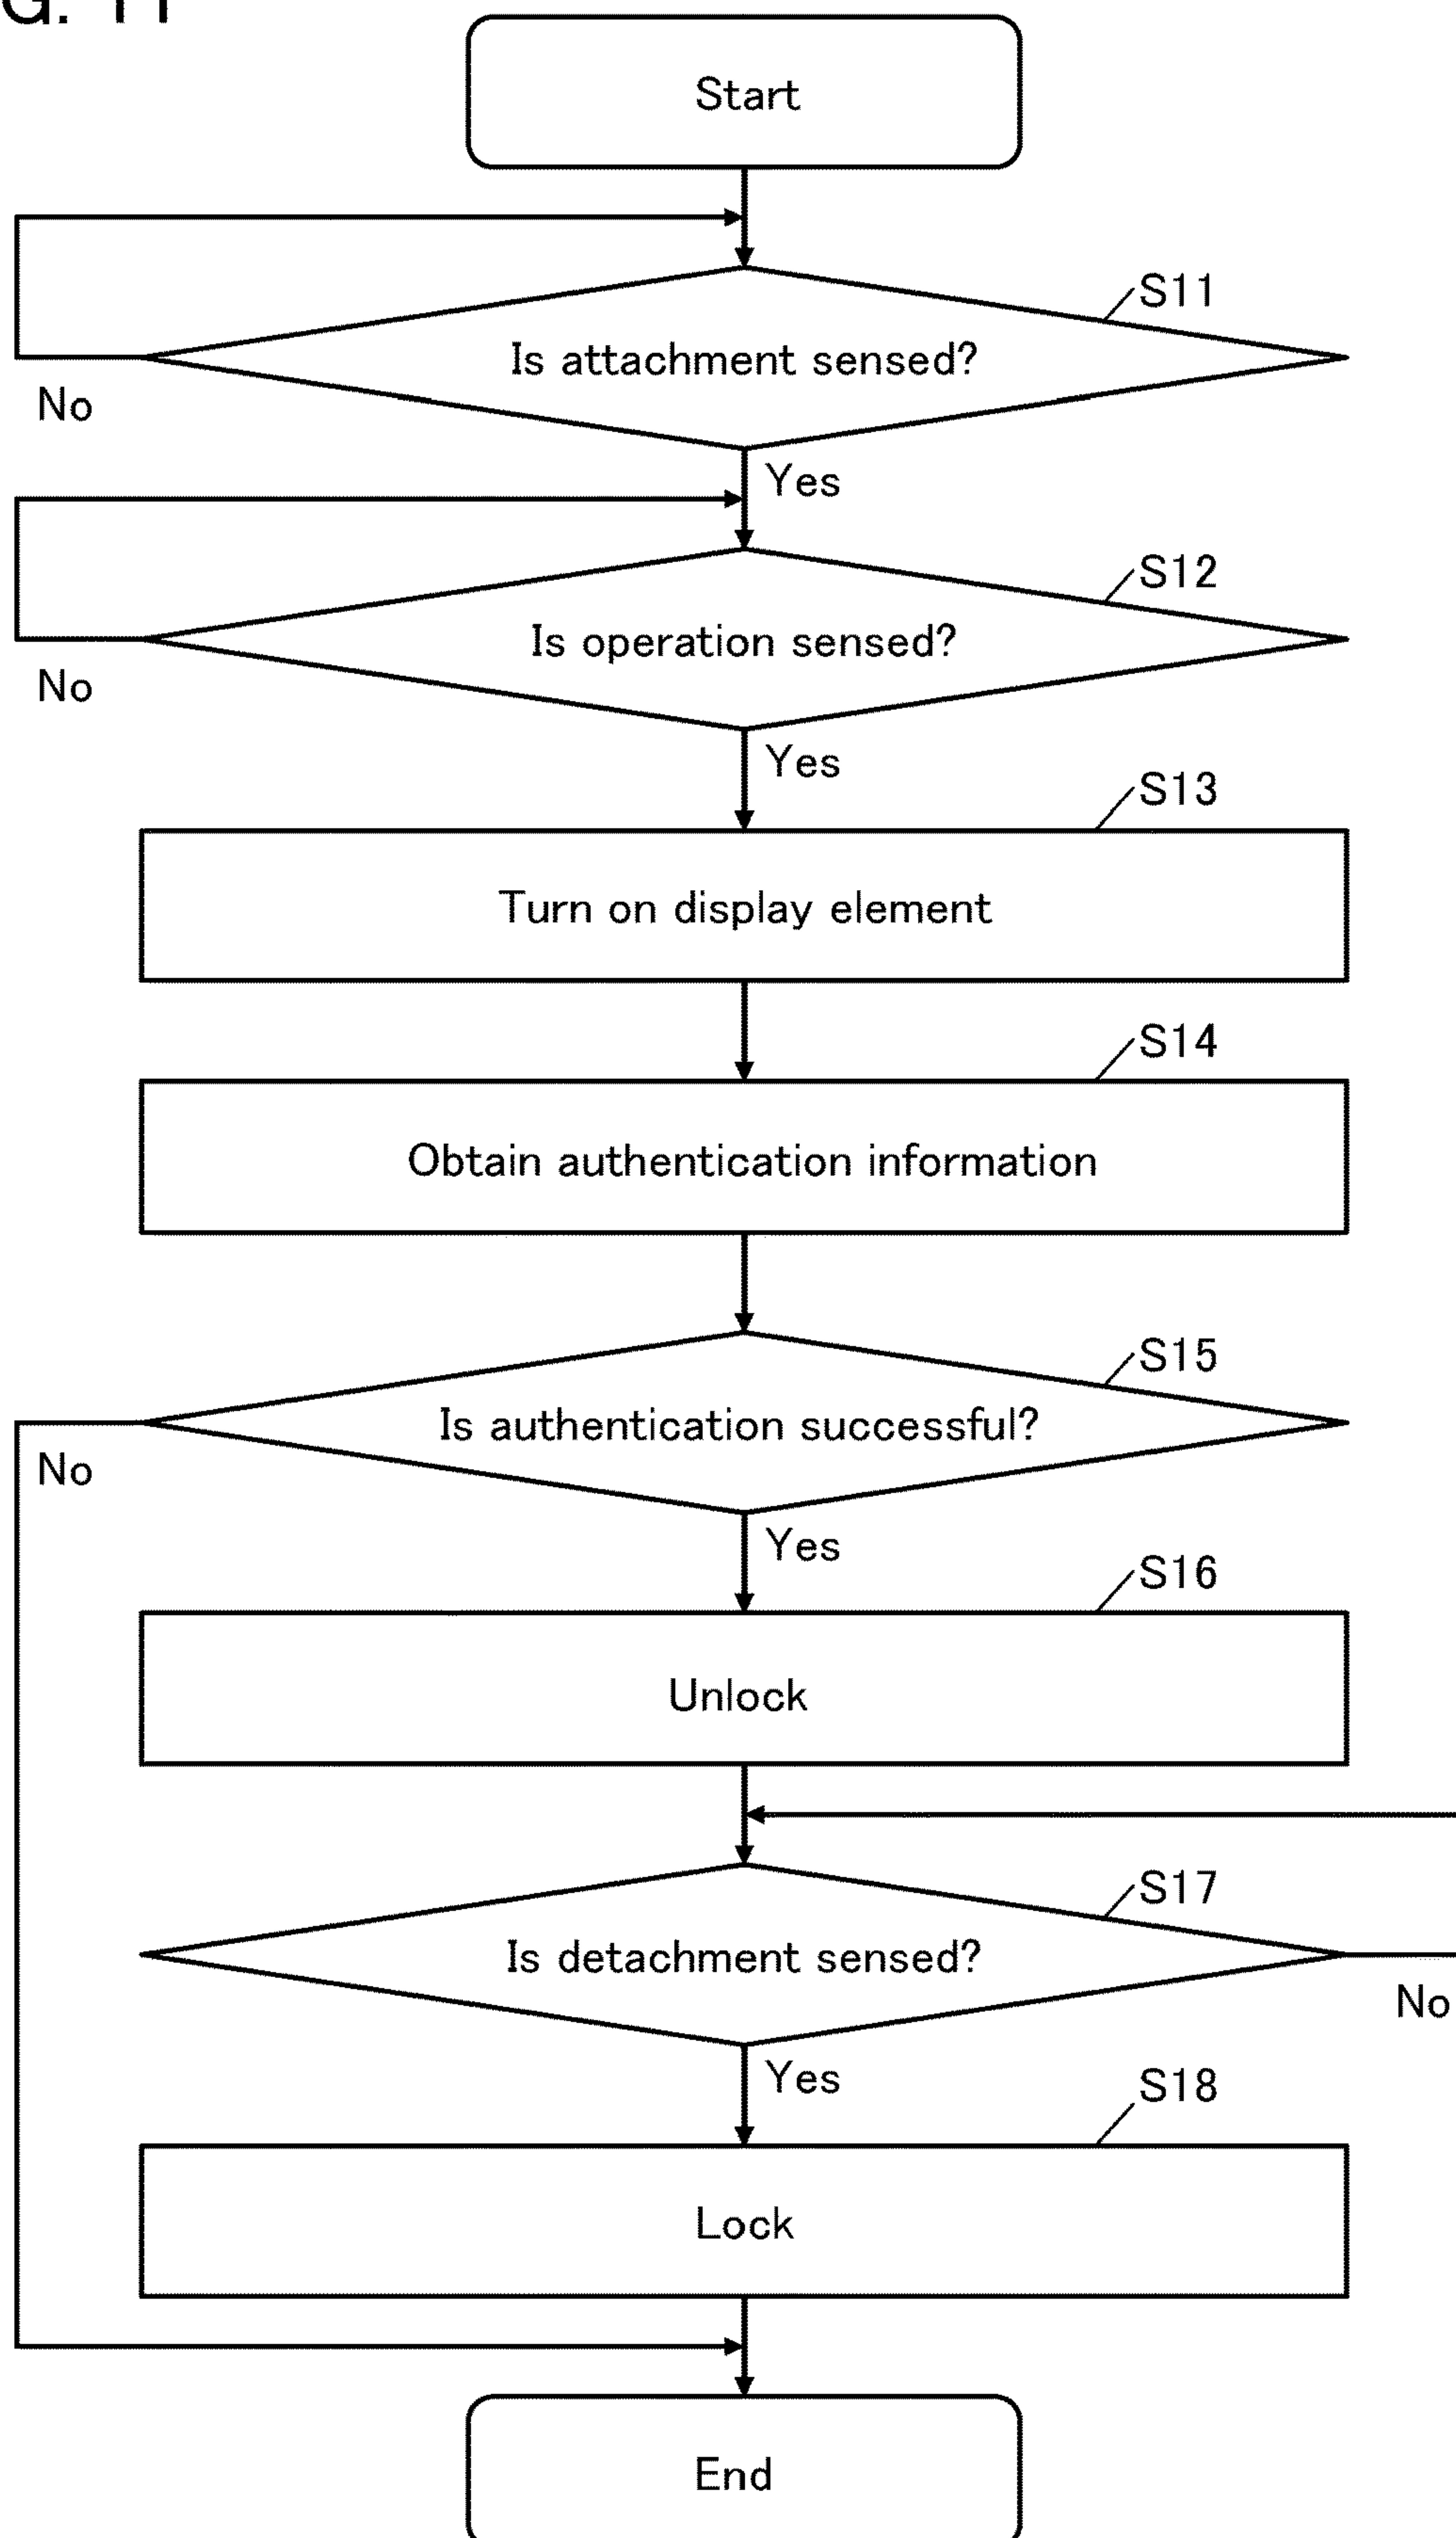 G. 11
Start
S11
Is attachment sensed?
No
Yes
S12
Is operation sensed?
No
Yes
S13
Turn on display element
S14
Obtain authentication information
S15
Is authentication successful?
No
Yes
S16
Unlock
S17
Is detachment sensed?
No
Yes
S18
Lock
End